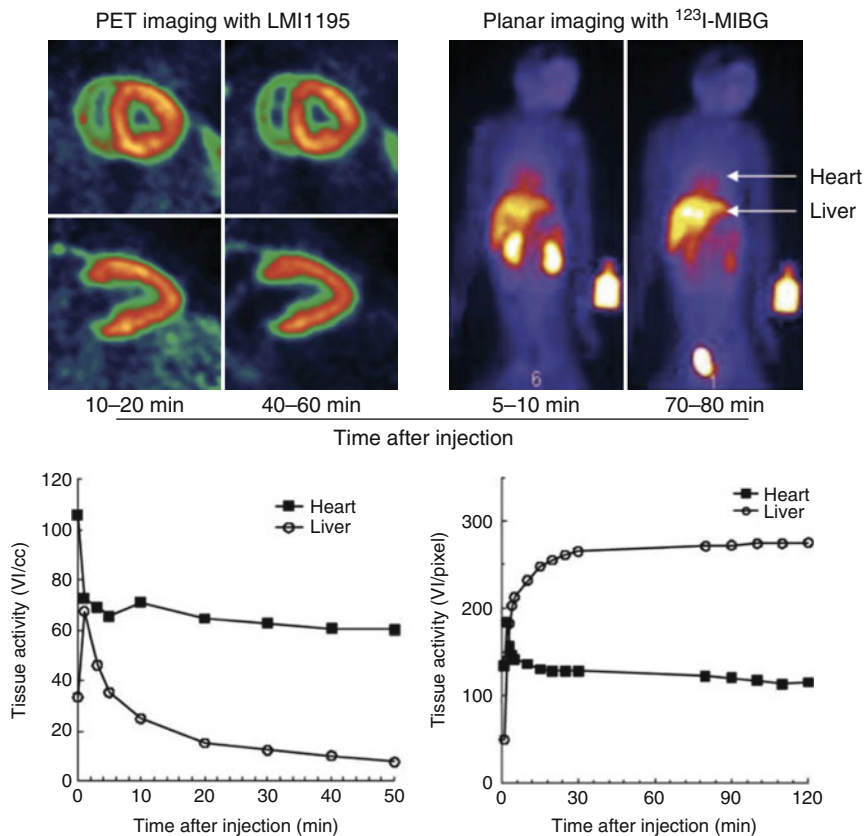 PET imaging with LMI1195
Planar imaging with ¹²³I-MIBG
Heart
Liver
6
10–20 min
40–60 min
5–10 min
70–80 min
Time after injection
120
100
80
60
40
20
0
Tissue activity (VI/cc)
Heart
Liver
0
10
20
30
40
50
Time after injection (min)
300
200
100
0
Tissue activity (VI/pixel)
Heart
Liver
0
30
60
90
120
Time after injection (min)